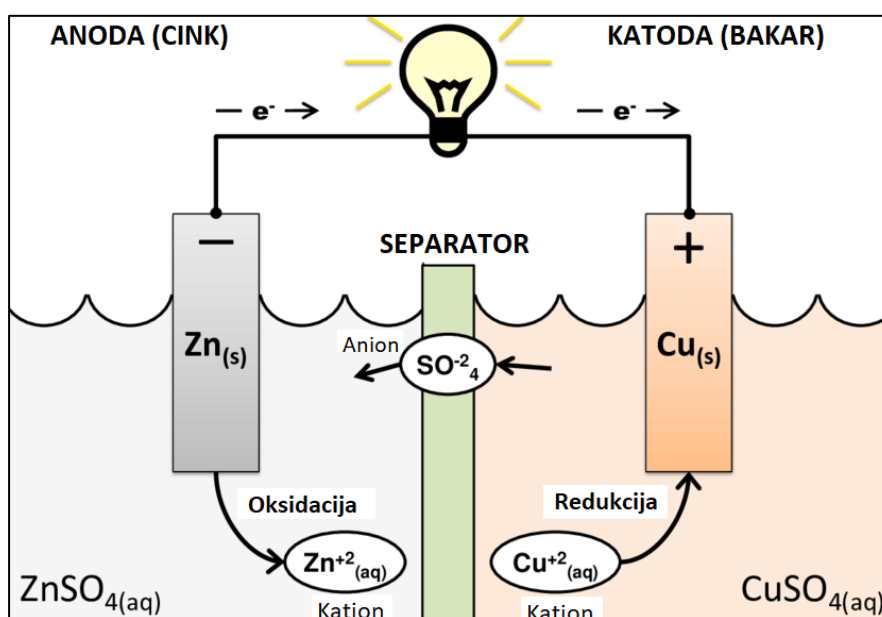 ANODA (CINK)
KATODA (BAKAR)
— e⁻ →
— e⁻ →
−
SEPARATOR
+
Zn(s)
Anion
SO⁻²₄
Cu(s)
Oksidacija
Redukcija
Zn⁺²(aq)
Cu⁺²(aq)
ZnSO₄(aq)
Kation
Kation
CuSO₄(aq)